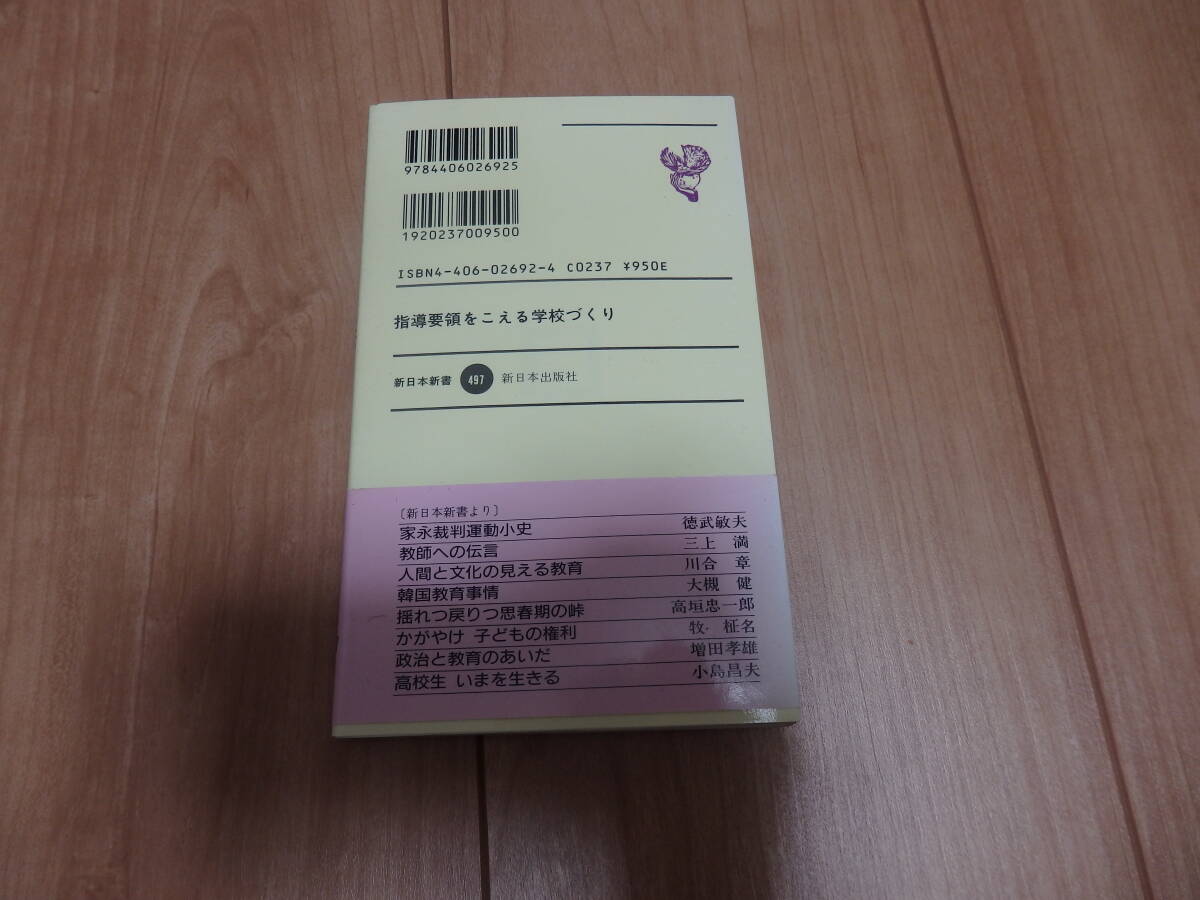 9784406026925
1920237009500
ISBN4-406-02692-4 C0237 ¥950E
指導要領をこえる学校づくり
新日本新書 497 新日本出版社
〔新日本新書より〕
家永裁判運動小史 徳武敏夫
教師への伝言 三上 満
人間と文化の見える教育 川合 章
韓国教育事情 大槻 健
揺れつ戻りつ思春期の峠 高垣忠一郎
かがやけ 子どもの権利 牧・柾名
政治と教育のあいだ 増田孝雄
高校生 いまを生きる 小島昌夫